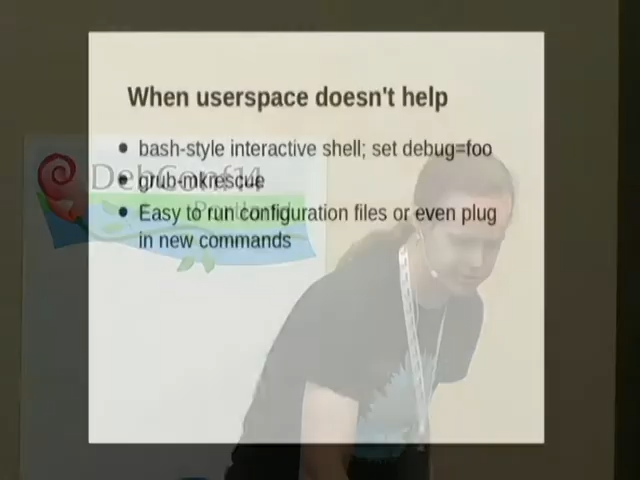 When userspace doesn't help
• bash-style interactive shell; set debug=foo
DebConf14
• grub-mkrescue
Portland
• Easy to run configuration files or even plug
in new commands